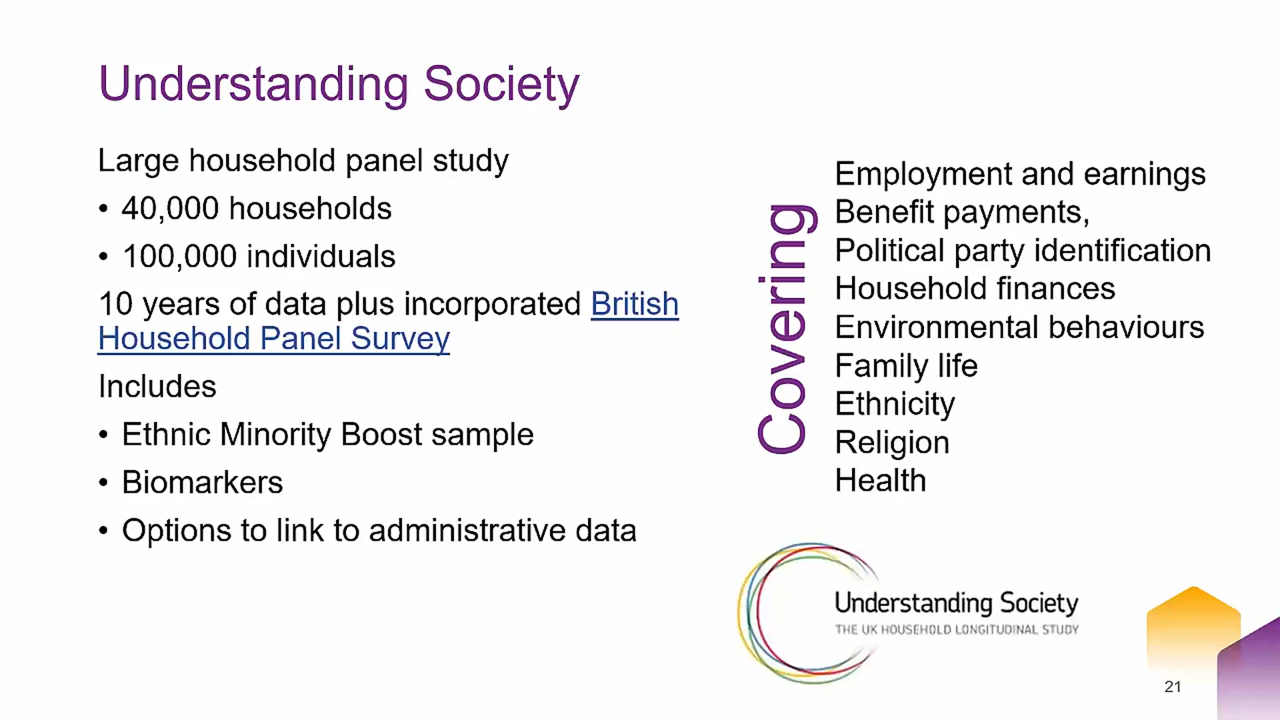 Understanding Society
Large household panel study
• 40,000 households
• 100,000 individuals
10 years of data plus incorporated British
Household Panel Survey
Includes
• Ethnic Minority Boost sample
• Biomarkers
• Options to link to administrative data
Covering
Employment and earnings
Benefit payments,
Political party identification
Household finances
Environmental behaviours
Family life
Ethnicity
Religion
Health
Understanding Society
THE UK HOUSEHOLD LONGITUDINAL STUDY
21